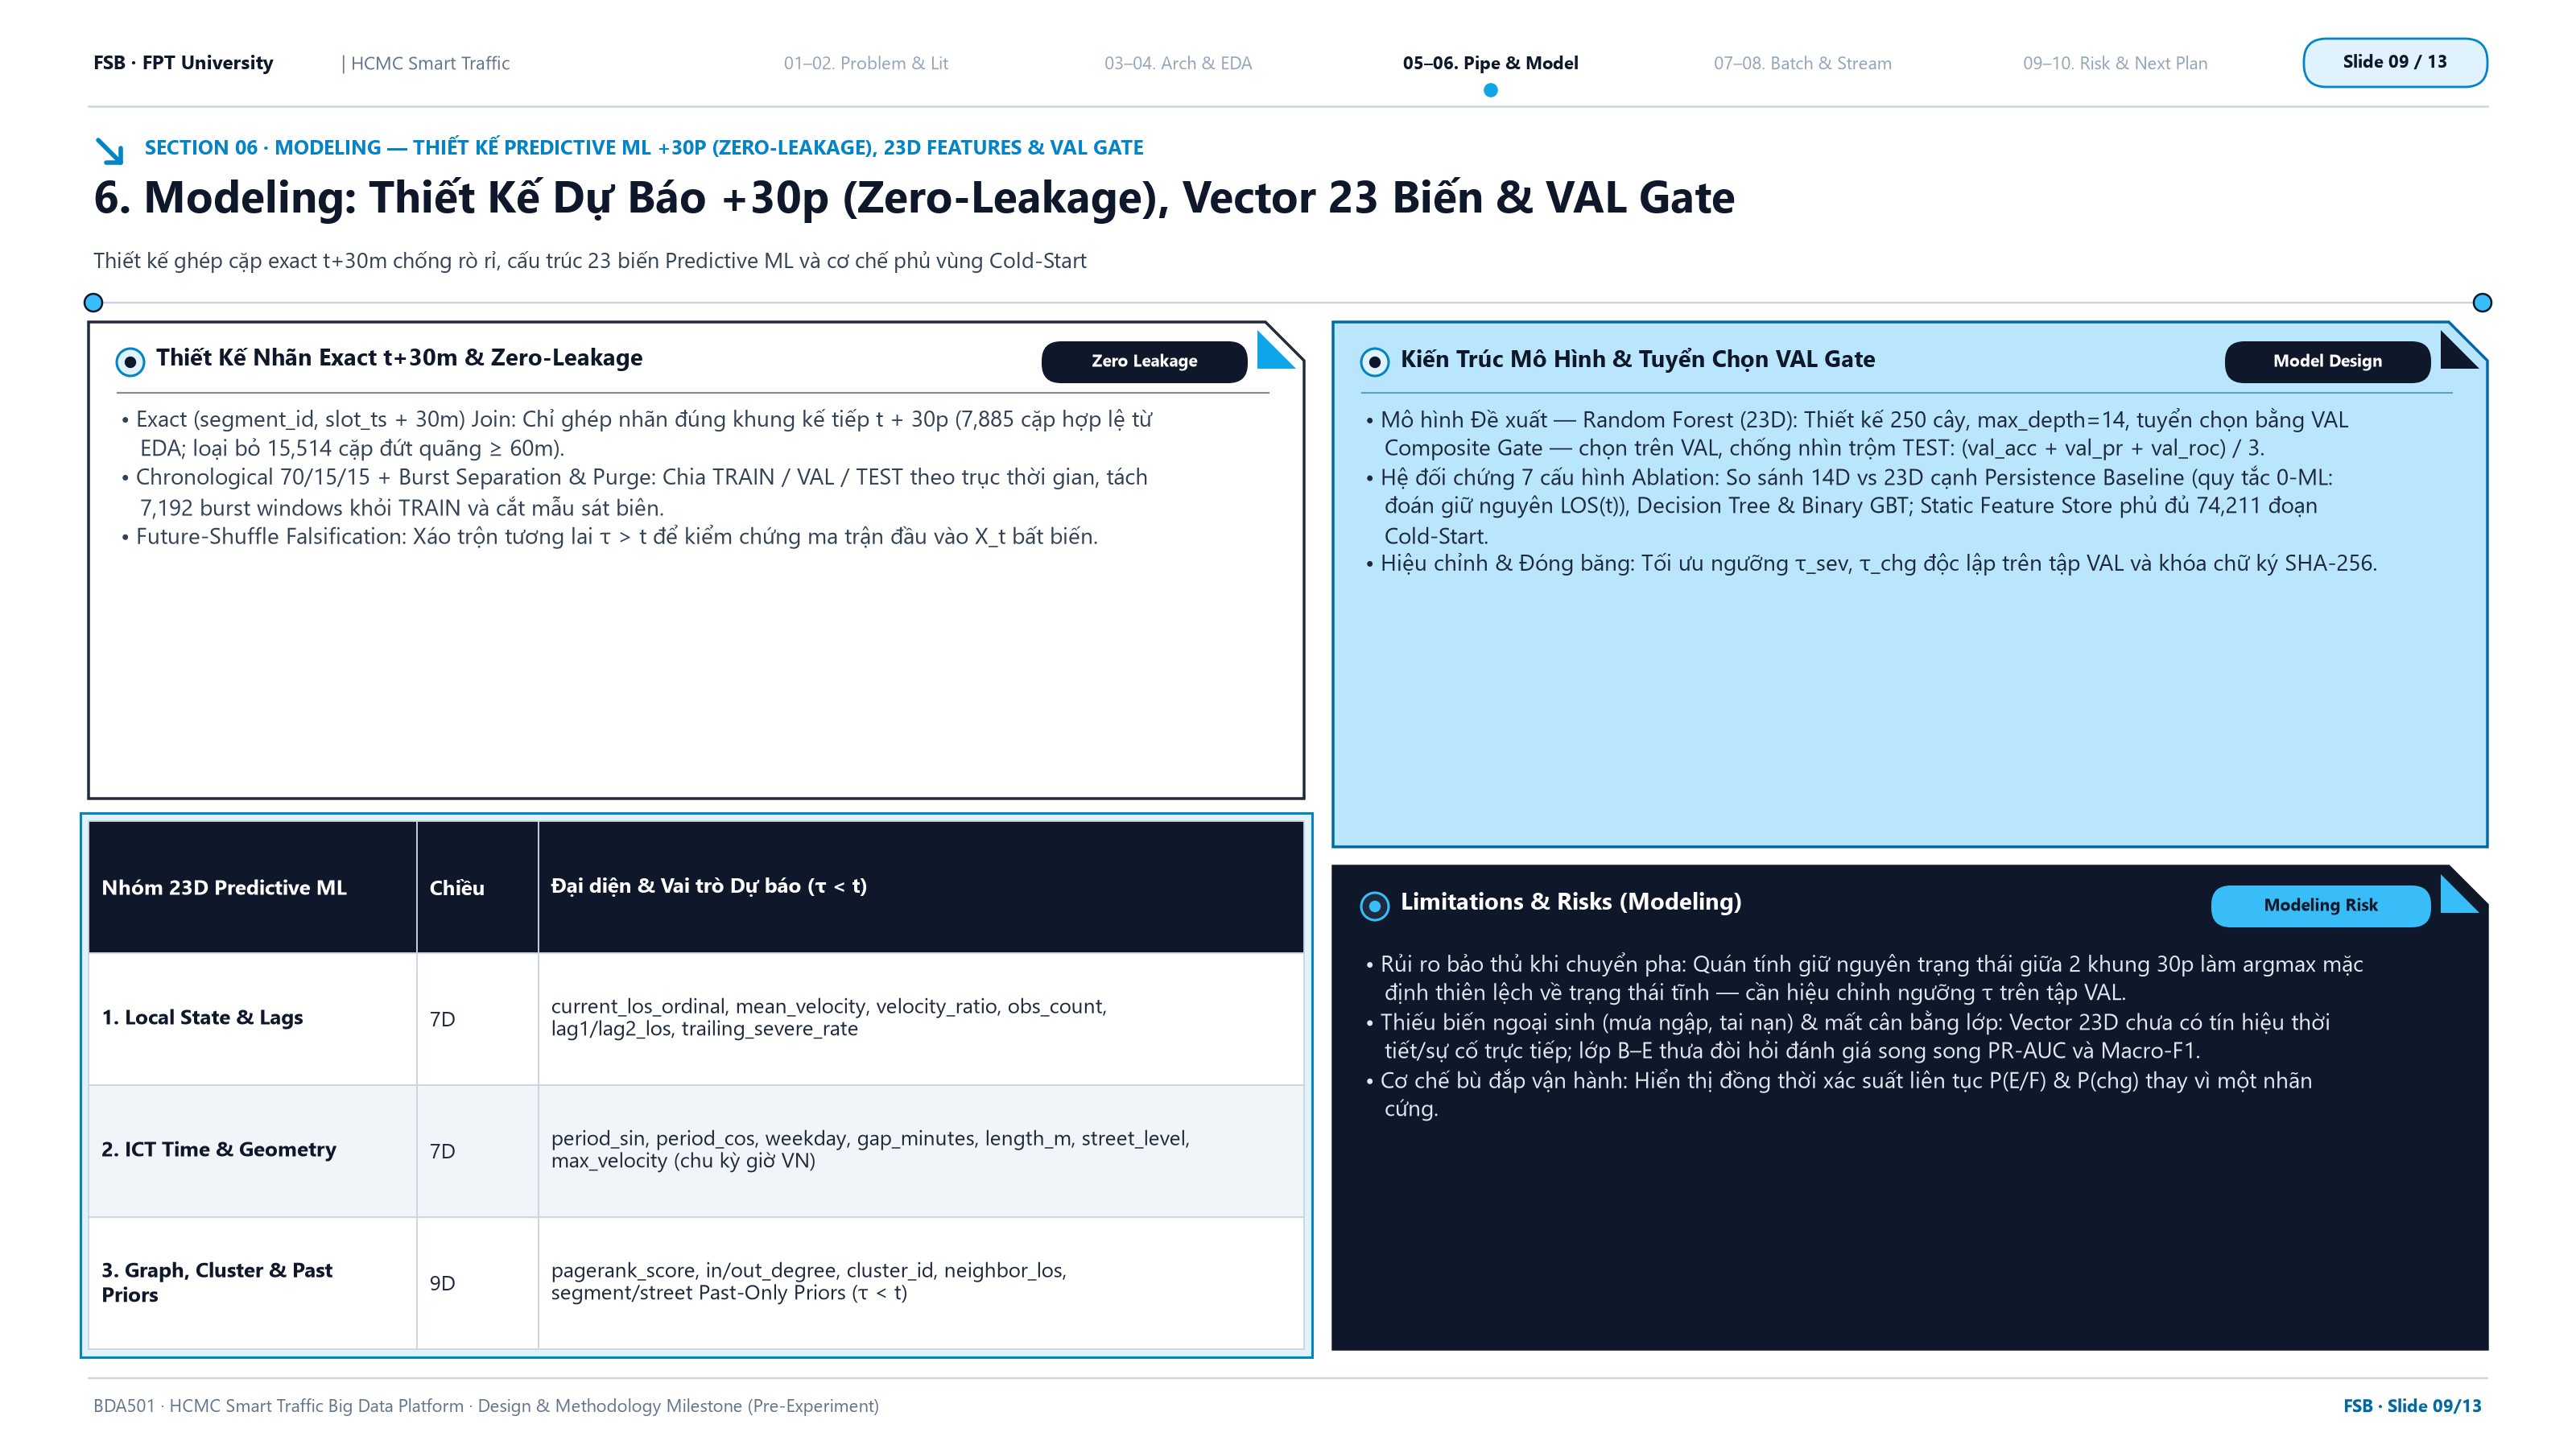 FSB · FPT University | HCMC Smart Traffic 01–02. Problem & Lit 03–04. Arch & EDA 05–06. Pipe & Model 07–08. Batch & Stream 09–10. Risk & Next Plan Slide 09 / 13
SECTION 06 · MODELING — THIẾT KẾ PREDICTIVE ML +30P (ZERO-LEAKAGE), 23D FEATURES & VAL GATE
6. Modeling: Thiết Kế Dự Báo +30p (Zero-Leakage), Vector 23 Biến & VAL Gate
Thiết kế ghép cặp exact t+30m chống rò rỉ, cấu trúc 23 biến Predictive ML và cơ chế phủ vùng Cold-Start
Thiết Kế Nhãn Exact t+30m & Zero-Leakage Zero Leakage
• Exact (segment_id, slot_ts + 30m) Join: Chỉ ghép nhãn đúng khung kế tiếp t + 30p (7,885 cặp hợp lệ từ
EDA; loại bỏ 15,514 cặp đứt quãng ≥ 60m).
• Chronological 70/15/15 + Burst Separation & Purge: Chia TRAIN / VAL / TEST theo trục thời gian, tách
7,192 burst windows khỏi TRAIN và cắt mẫu sát biên.
• Future-Shuffle Falsification: Xáo trộn tương lai τ > t để kiểm chứng ma trận đầu vào X_t bất biến.
Nhóm 23D Predictive ML Chiều Đại diện & Vai trò Dự báo (τ < t)
1. Local State & Lags 7D current_los_ordinal, mean_velocity, velocity_ratio, obs_count,
lag1/lag2_los, trailing_severe_rate
2. ICT Time & Geometry 7D period_sin, period_cos, weekday, gap_minutes, length_m, street_level,
max_velocity (chu kỳ giờ VN)
3. Graph, Cluster & Past
Priors 9D pagerank_score, in/out_degree, cluster_id, neighbor_los,
segment/street Past-Only Priors (τ < t)
Kiến Trúc Mô Hình & Tuyển Chọn VAL Gate Model Design
• Mô hình Đề xuất — Random Forest (23D): Thiết kế 250 cây, max_depth=14, tuyển chọn bằng VAL
Composite Gate — chọn trên VAL, chống nhìn trộm TEST: (val_acc + val_pr + val_roc) / 3.
• Hệ đối chứng 7 cấu hình Ablation: So sánh 14D vs 23D cạnh Persistence Baseline (quy tắc 0-ML:
đoán giữ nguyên LOS(t)), Decision Tree & Binary GBT; Static Feature Store phủ đủ 74,211 đoạn
Cold-Start.
• Hiệu chỉnh & Đóng băng: Tối ưu ngưỡng τ_sev, τ_chg độc lập trên tập VAL và khóa chữ ký SHA-256.
Limitations & Risks (Modeling) Modeling Risk
• Rủi ro bảo thủ khi chuyển pha: Quán tính giữ nguyên trạng thái giữa 2 khung 30p làm argmax mặc
định thiên lệch về trạng thái tĩnh — cần hiệu chỉnh ngưỡng τ trên tập VAL.
• Thiếu biến ngoại sinh (mưa ngập, tai nạn) & mất cân bằng lớp: Vector 23D chưa có tín hiệu thời
tiết/sự cố trực tiếp; lớp B–E thưa đòi hỏi đánh giá song song PR-AUC và Macro-F1.
• Cơ chế bù đắp vận hành: Hiển thị đồng thời xác suất liên tục P(E/F) & P(chg) thay vì một nhãn
cứng.
BDA501 · HCMC Smart Traffic Big Data Platform · Design & Methodology Milestone (Pre-Experiment) FSB · Slide 09/13